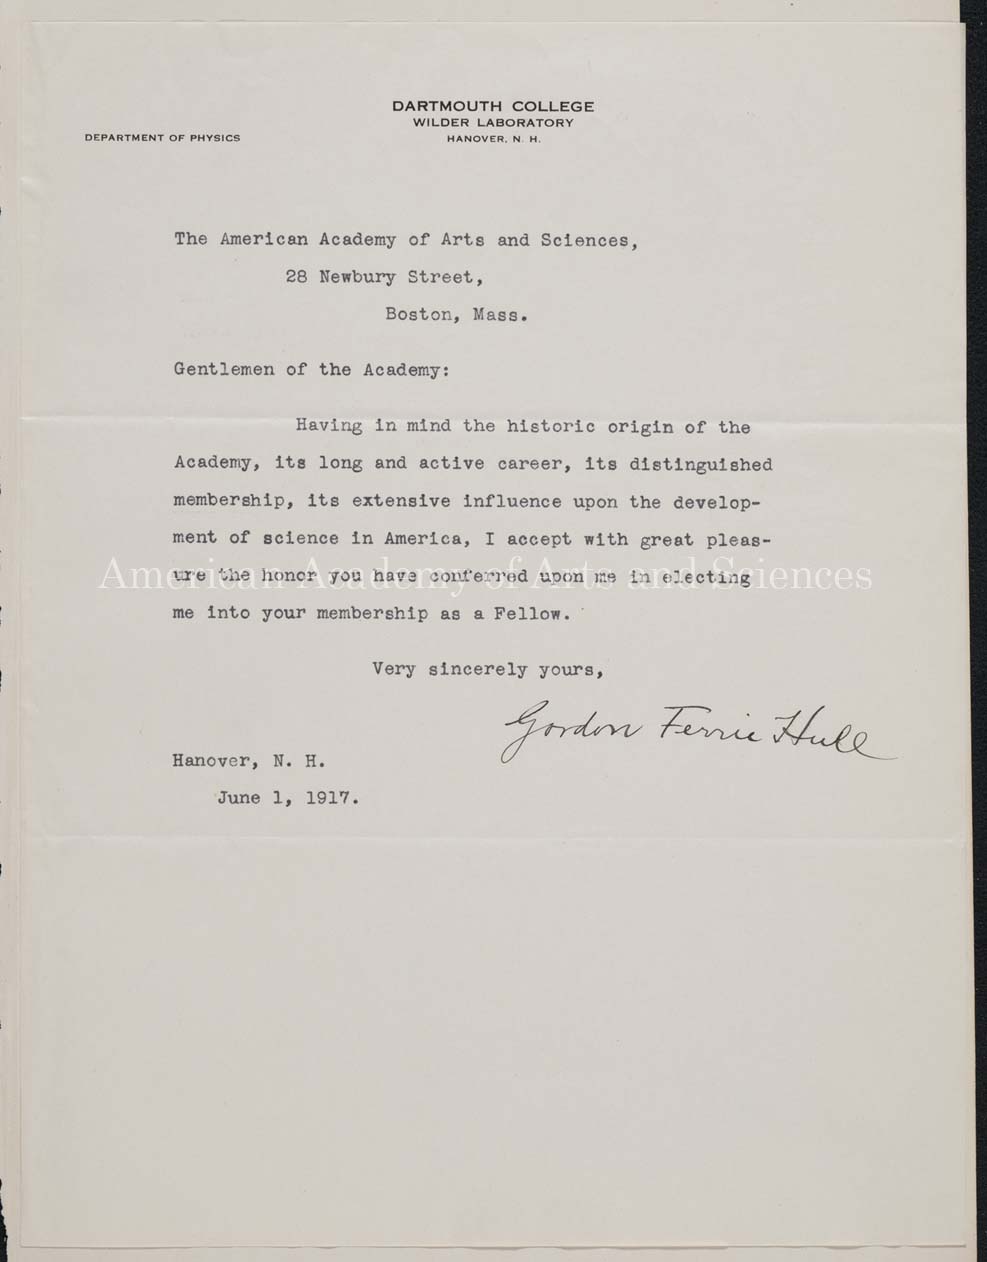 DARTMOUTH COLLEGE
WILDER LABORATORY
DEPARTMENT OF PHYSICS
HANOVER, N. H.
The American Academy of Arts and Sciences,
28 Newbury Street,
Boston, Mass.
Gentlemen of the Academy:
Having in mind the historic origin of the
Academy, its long and active career, its distinguished
membership, its extensive influence upon the develop-
ment of science in America, I accept with great pleas-
ure the honor you have conferred upon me in electing
American Academy of Arts and Sciences
me into your membership as a Fellow.
Very sincerely yours,
Gordon Ferrie Hull
Hanover, N. H.
June 1, 1917.